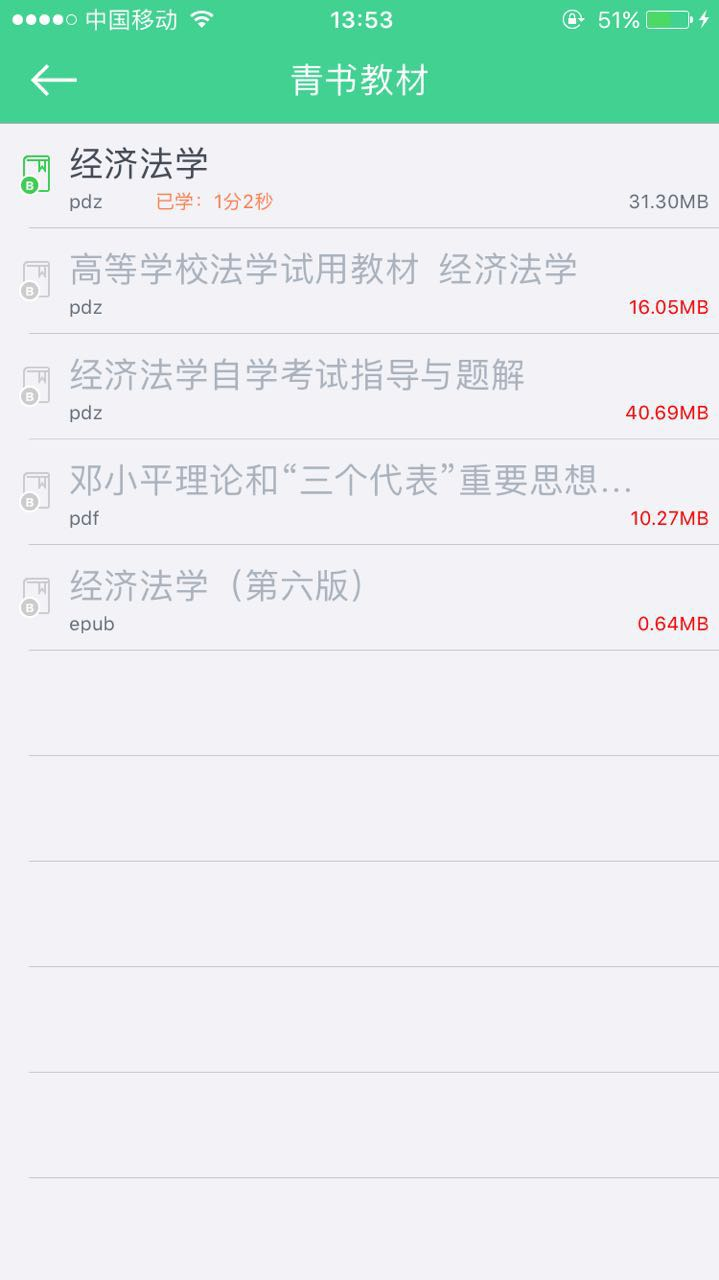 中国移动 13:53 51%
青书教材
经济法学
pdz 已学：1分2秒 31.30MB
高等学校法学试用教材 经济法学
pdz 16.05MB
经济法学自学考试指导与题解
pdz 40.69MB
邓小平理论和“三个代表”重要思想...
pdf 10.27MB
经济法学（第六版）
epub 0.64MB